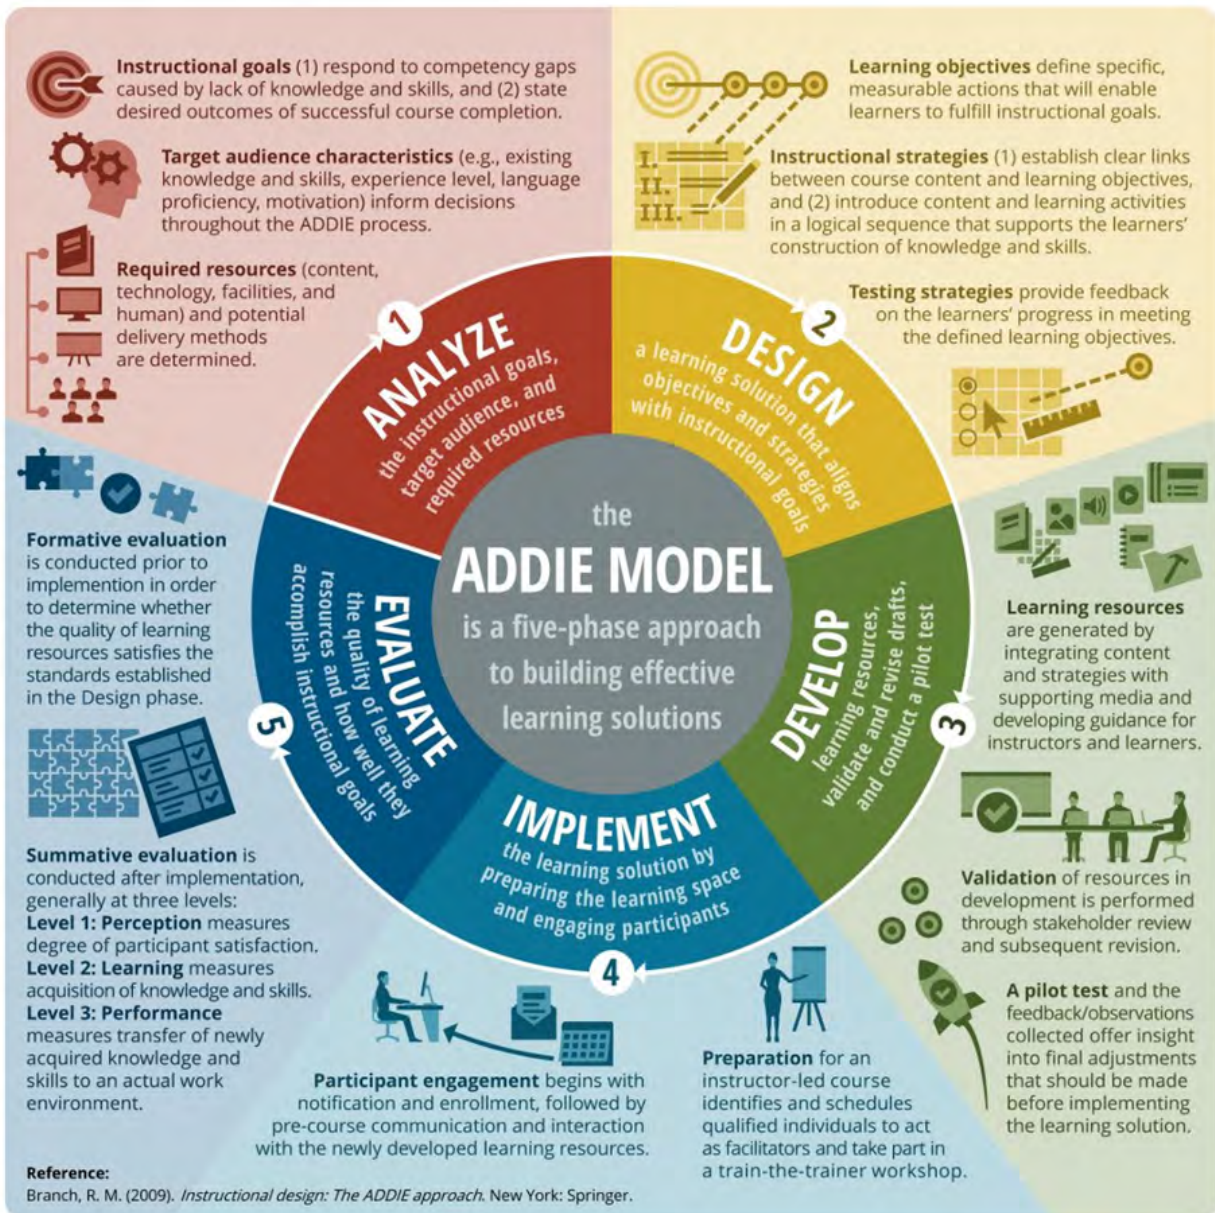 Instructional goals (1) respond to competency gaps
caused by lack of knowledge and skills, and (2) state
desired outcomes of successful course completion.
Target audience characteristics (e.g., existing
knowledge and skills, experience level, language
proficiency, motivation) inform decisions
throughout the ADDIE process.
Required resources (content,
technology, facilities, and
human) and potential
delivery methods
are determined.
1
ANALYZE
the instructional goals,
target audience, and
required resources
Learning objectives define specific,
measurable actions that will enable
learners to fulfill instructional goals.
I.
II.
III.
Instructional strategies (1) establish clear links
between course content and learning objectives,
and (2) introduce content and learning activities
in a logical sequence that supports the learners'
construction of knowledge and skills.
Testing strategies provide feedback
on the learners' progress in meeting
the defined learning objectives.
2
DESIGN
a learning solution that aligns
objectives and strategies
with instructional goals
the
ADDIE MODEL
is a five-phase approach
to building effective
learning solutions
3
DEVELOP
learning resources,
validate and revise drafts,
and conduct a pilot test
Learning resources
are generated by
integrating content
and strategies with
supporting media and
developing guidance for
instructors and learners.
Validation of resources in
development is performed
through stakeholder review
and subsequent revision.
A pilot test and the
feedback/observations
collected offer insight
into final adjustments
that should be made
before implementing
the learning solution.
IMPLEMENT
the learning solution by
preparing the learning space
and engaging participants
4
Participant engagement begins with
notification and enrollment, followed by
pre-course communication and interaction
with the newly developed learning resources.
Preparation for an
instructor-led course
identifies and schedules
qualified individuals to act
as facilitators and take part in
a train-the-trainer workshop.
5
EVALUATE
the quality of learning
resources and how well they
accomplish instructional goals
Formative evaluation
is conducted prior to
implemention in order
to determine whether
the quality of learning
resources satisfies the
standards established
in the Design phase.
Summative evaluation is
conducted after implementation,
generally at three levels:
Level 1: Perception measures
degree of participant satisfaction.
Level 2: Learning measures
acquisition of knowledge and skills.
Level 3: Performance
measures transfer of newly
acquired knowledge and
skills to an actual work
environment.
Reference:
Branch, R. M. (2009). Instructional design: The ADDIE approach. New York: Springer.